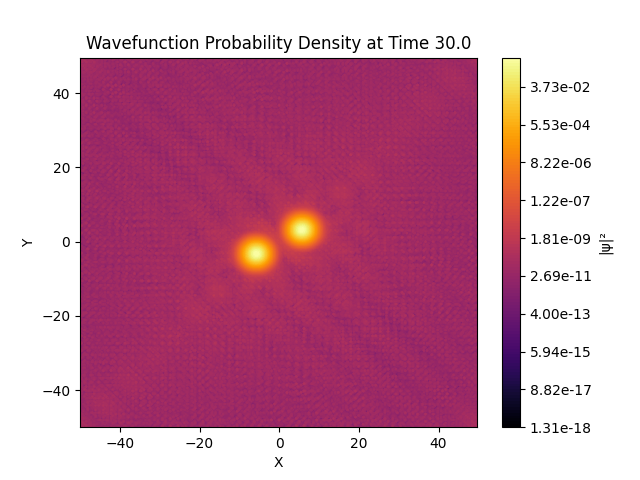 Wavefunction Probability Density at Time 30.0
40
20
0
−20
−40
Y
−40
−20
0
20
40
X
3.73e-02
5.53e-04
8.22e-06
1.22e-07
1.81e-09
2.69e-11
4.00e-13
5.94e-15
8.82e-17
1.31e-18
|ψ|²